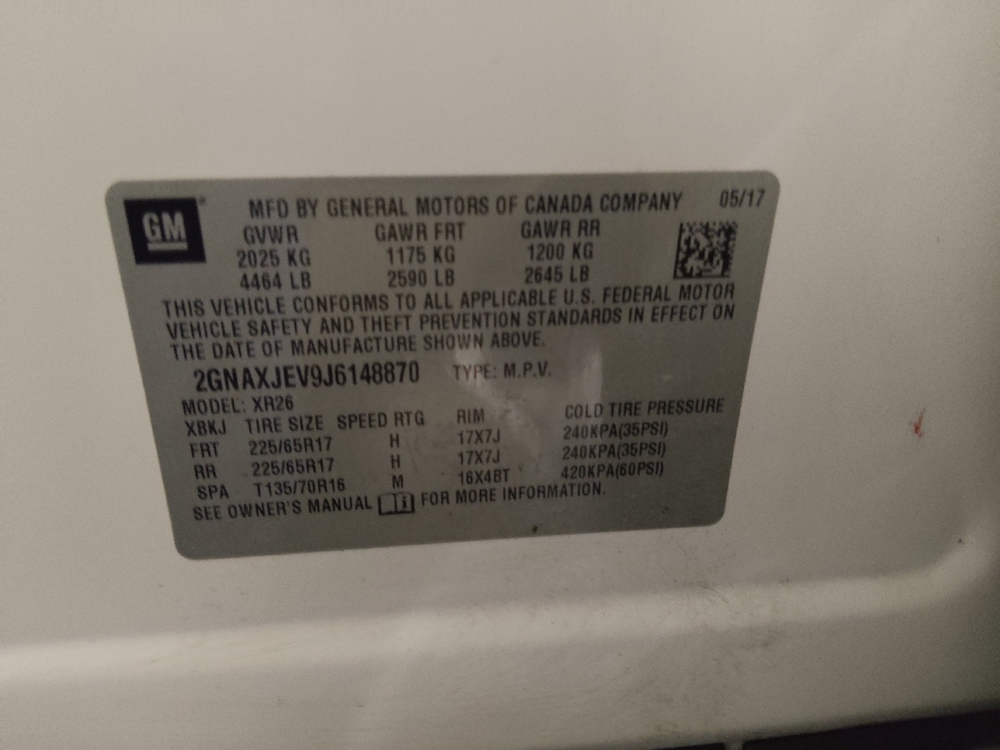 GM
MFD BY GENERAL MOTORS OF CANADA COMPANY 05/17
GVWR GAWR FRT GAWR RR
2025 KG 1175 KG 1200 KG
4464 LB 2590 LB 2645 LB
THIS VEHICLE CONFORMS TO ALL APPLICABLE U.S. FEDERAL MOTOR
VEHICLE SAFETY AND THEFT PREVENTION STANDARDS IN EFFECT ON
THE DATE OF MANUFACTURE SHOWN ABOVE.
2GNAXJEV9J6148870 TYPE: M.P.V.
MODEL: XR26
XBKJ TIRE SIZE SPEED RTG RIM COLD TIRE PRESSURE
FRT 225/65R17 H 17X7J 240KPA(35PSI)
RR 225/65R17 H 17X7J 240KPA(35PSI)
SPA T135/70R16 M 16X4BT 420KPA(60PSI)
SEE OWNER'S MANUAL FOR MORE INFORMATION.